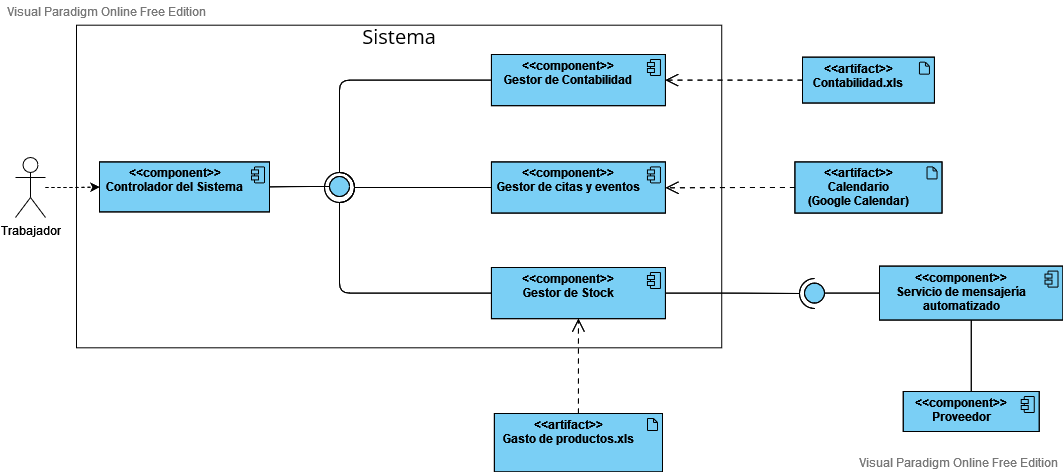 Visual Paradigm Online Free Edition
Sistema
<<component>>
Gestor de Contabilidad
<<artifact>>
Contabilidad.xls
<<component>>
Controlador del Sistema
<<component>>
Gestor de citas y eventos
<<artifact>>
Calendario
(Google Calendar)
Trabajador
<<component>>
Gestor de Stock
<<component>>
Servicio de mensajería
automatizado
<<component>>
Proveedor
<<artifact>>
Gasto de productos.xls
Visual Paradigm Online Free Edition